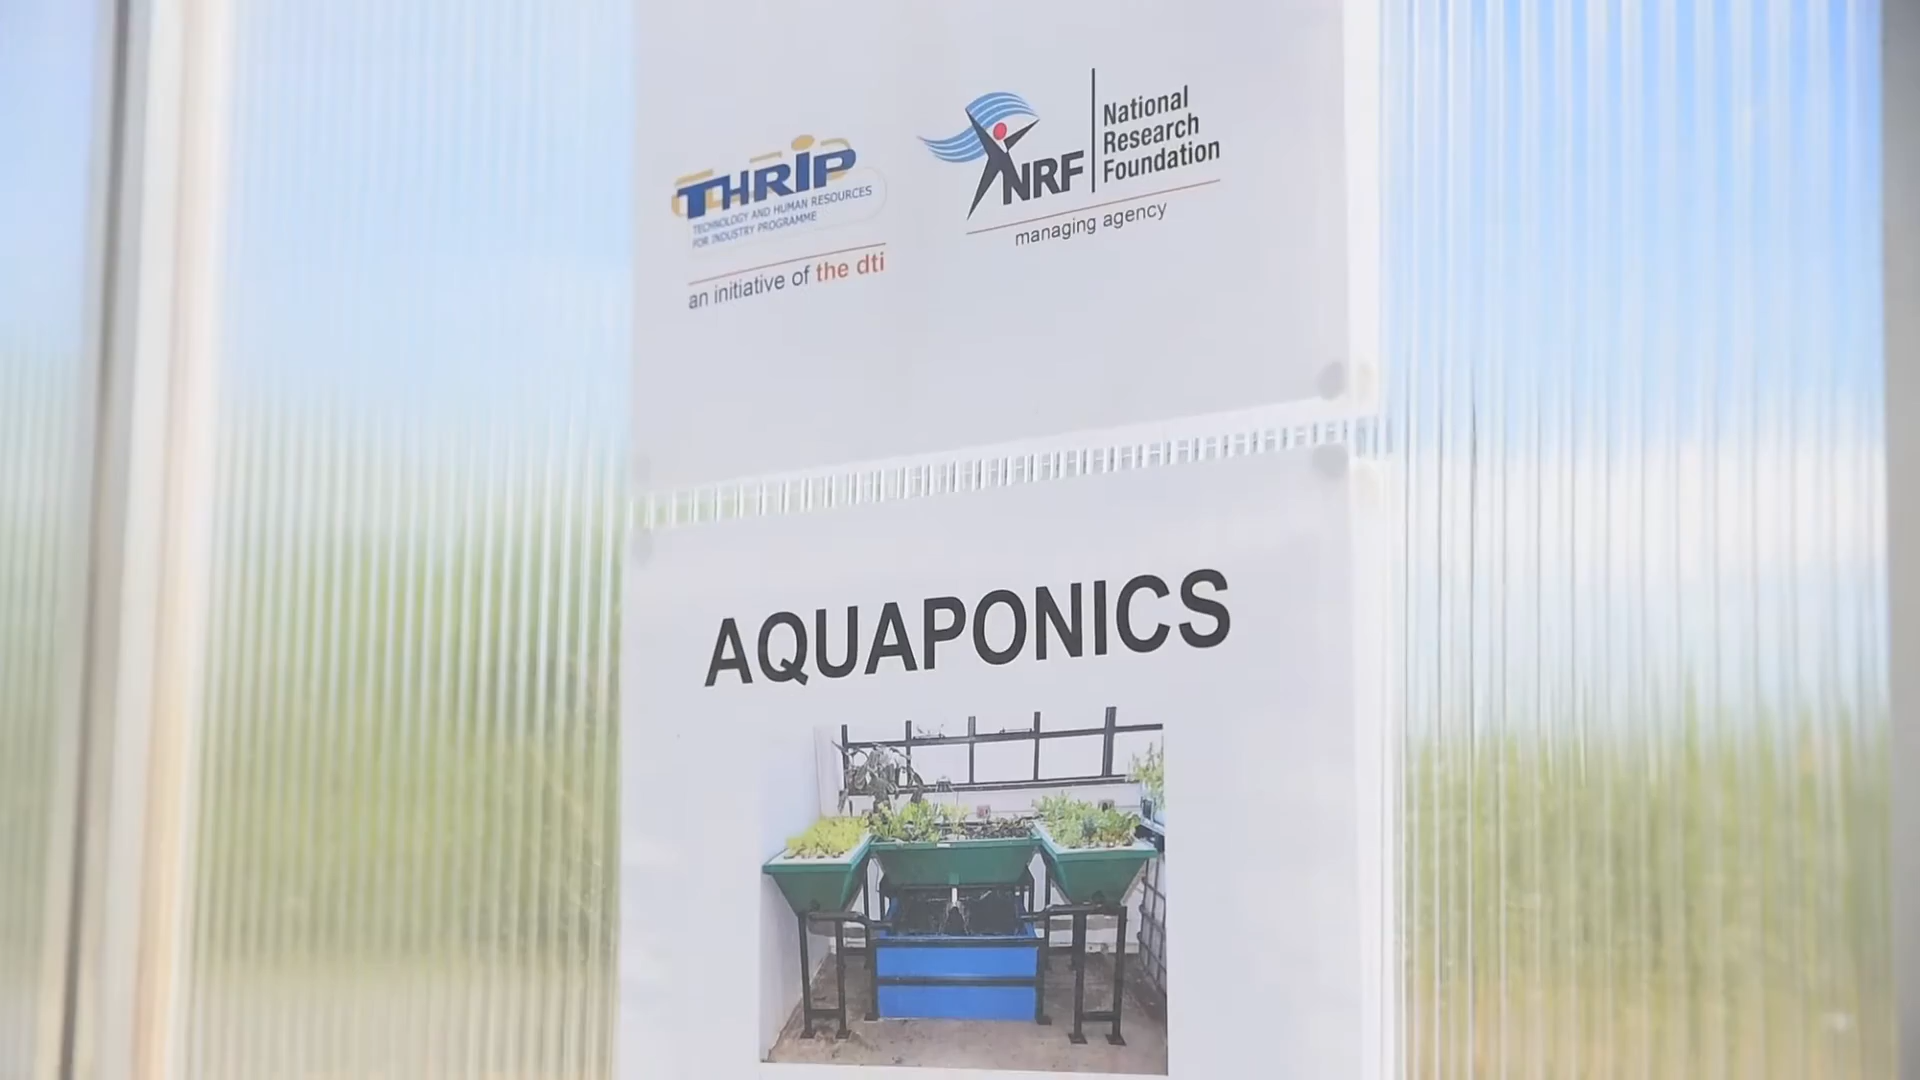 THRIP
TECHNOLOGY AND HUMAN RESOURCES
FOR INDUSTRY PROGRAMME
an initiative of the dti
NRF
National
Research
Foundation
managing agency
AQUAPONICS